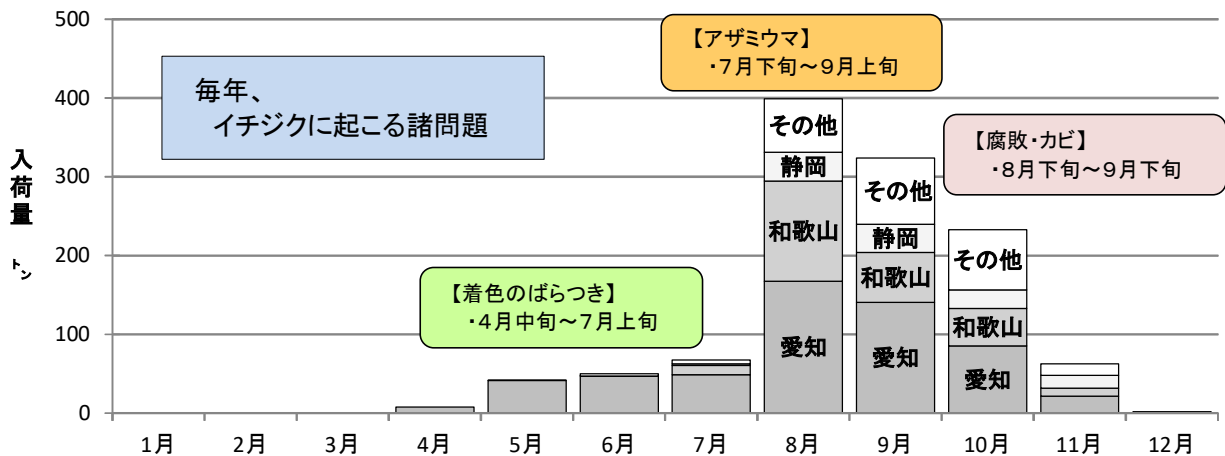 500
400
300
200
100
0
入荷量 トン
毎年、
イチジクに起こる諸問題
【アザミウマ】
・7月下旬～9月上旬
【腐敗・カビ】
・8月下旬～9月下旬
【着色のばらつき】
・4月中旬～7月上旬
その他
静岡
和歌山
愛知
その他
静岡
和歌山
愛知
その他
和歌山
愛知
1月 2月 3月 4月 5月 6月 7月 8月 9月 10月 11月 12月